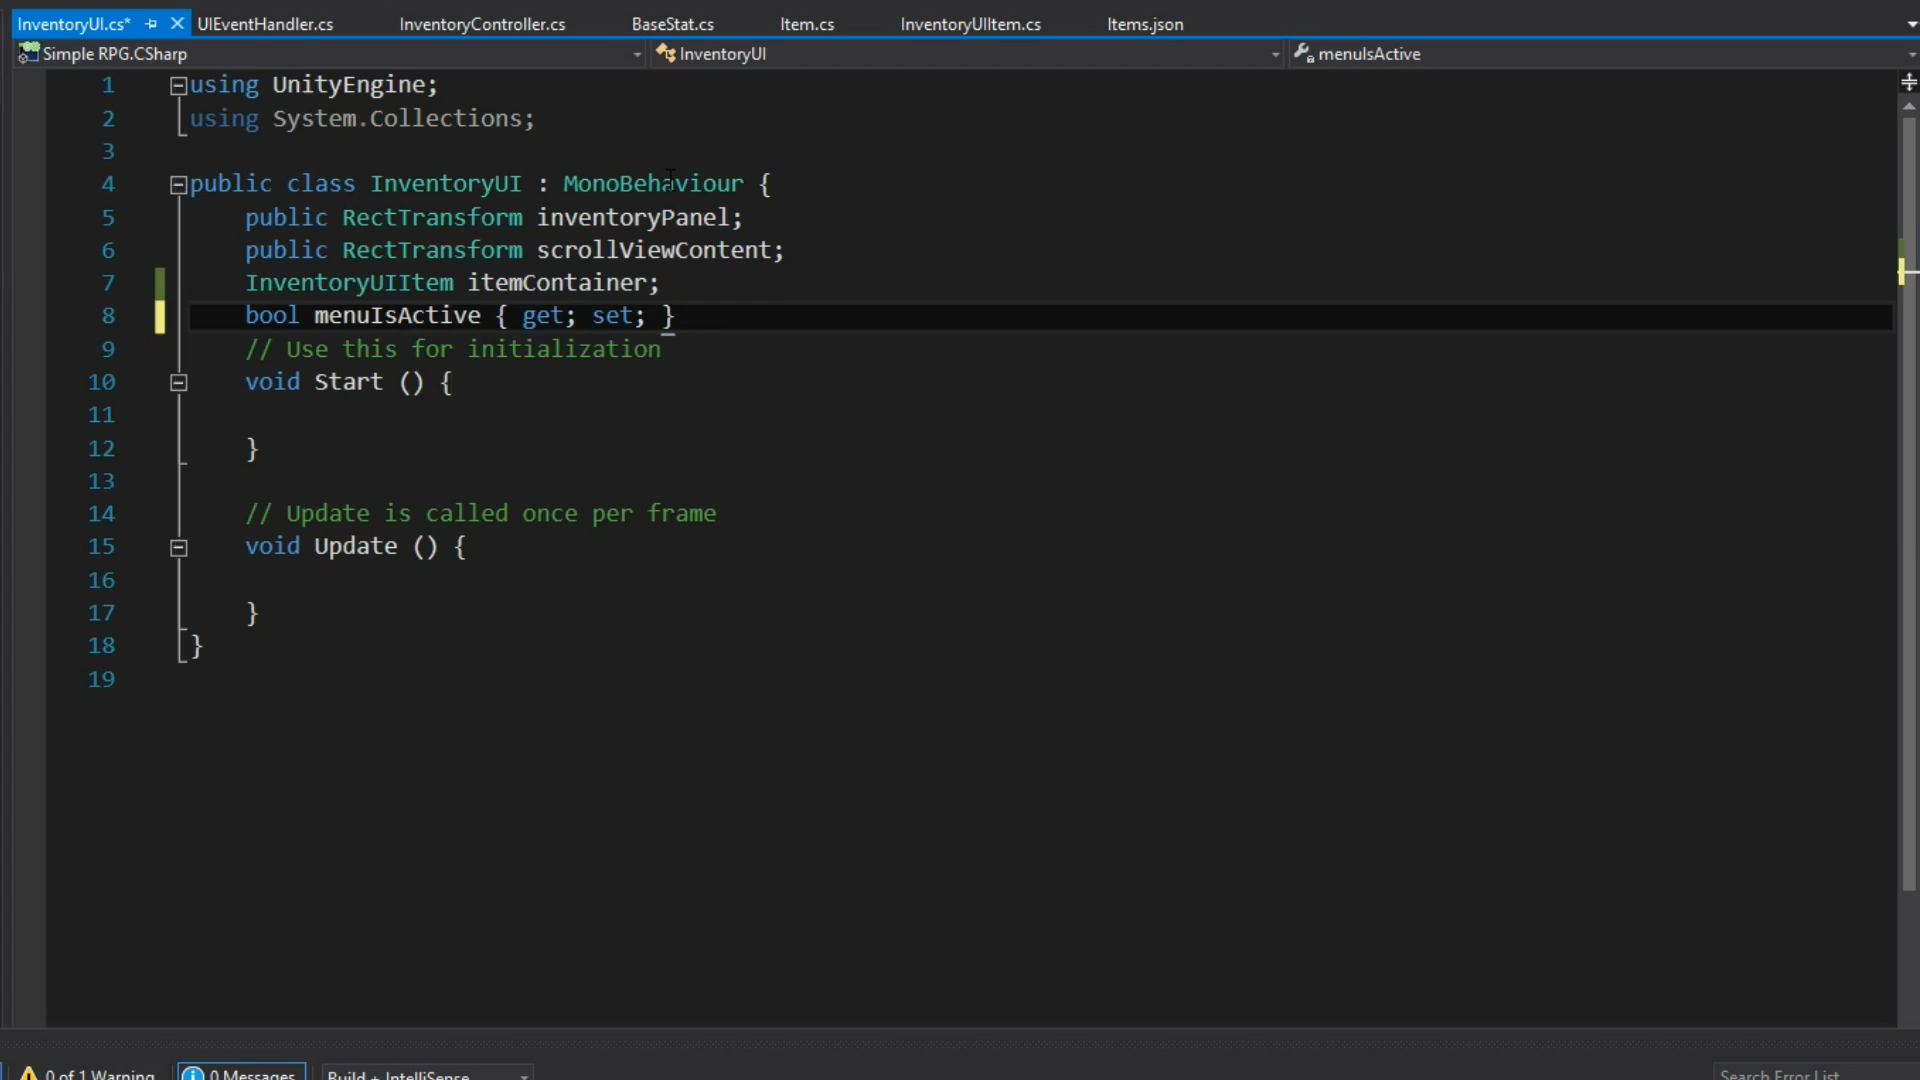 InventoryUI.cs* UIEventHandler.cs InventoryController.cs BaseStat.cs Item.cs InventoryUIItem.cs Items.json
Simple RPG.CSharp InventoryUI menuIsActive
1 using UnityEngine;
2 using System.Collections;
3
4 public class InventoryUI : MonoBehaviour {
5 public RectTransform inventoryPanel;
6 public RectTransform scrollViewContent;
7 InventoryUIItem itemContainer;
8 bool menuIsActive { get; set; }
9 // Use this for initialization
10 void Start () {
11
12 }
13
14 // Update is called once per frame
15 void Update () {
16
17 }
18 }
19
0 of 1 Warning 0 Messages Build + IntelliSense Search Error List